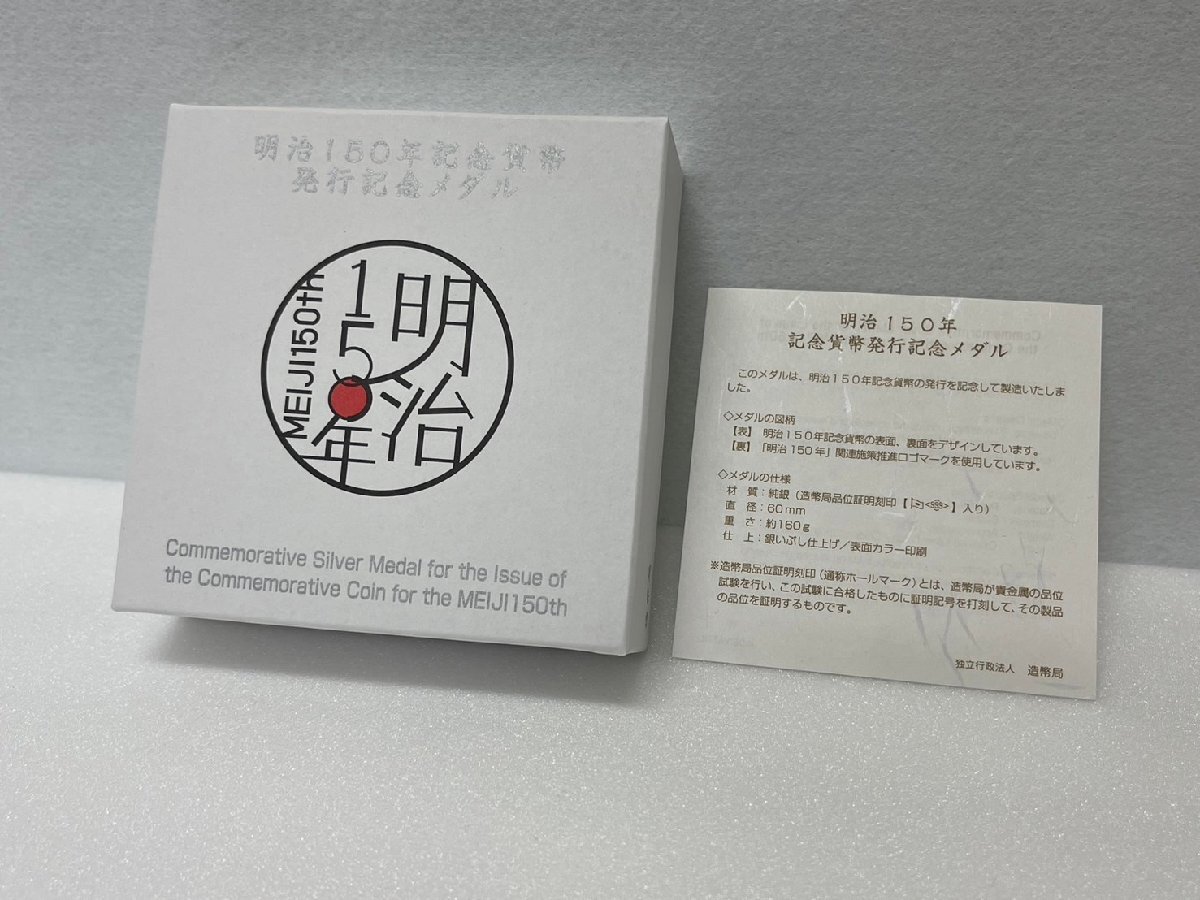 明治150年記念貨幣
発行記念メダル
明治
150年
MEIJI150th
Commemorative Silver Medal for the Issue of
the Commemorative Coin for the MEIJI150th
明治150年
記念貨幣発行記念メダル
このメダルは、明治150年記念貨幣の発行を記念して製造いたしま
した。
◇メダルの図柄
【表】 明治150年記念貨幣の表面、裏面をデザインしています。
【裏】「明治150年」関連施策推進ロゴマークを使用しています。
◇メダルの仕様
材 質:純銀(造幣局品位証明刻印【 】入り)
直 径:60mm
重 さ:約160g
仕 上:銀いぶし仕上げ/表面カラー印刷
※造幣局品位証明刻印(通称ホールマーク)とは、造幣局が貴金属の品位
試験を行い、この試験に合格したものに証明記号を打刻して、その製品
の品位を証明するものです。
独立行政法人 造幣局